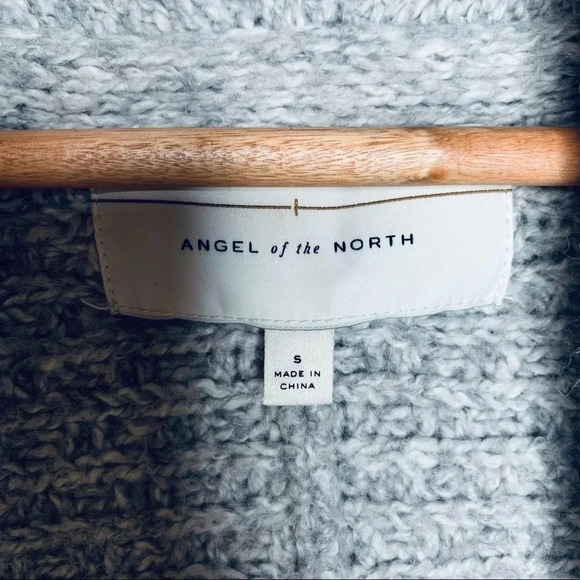 ANGEL of the NORTH
S
MADE IN
CHINA